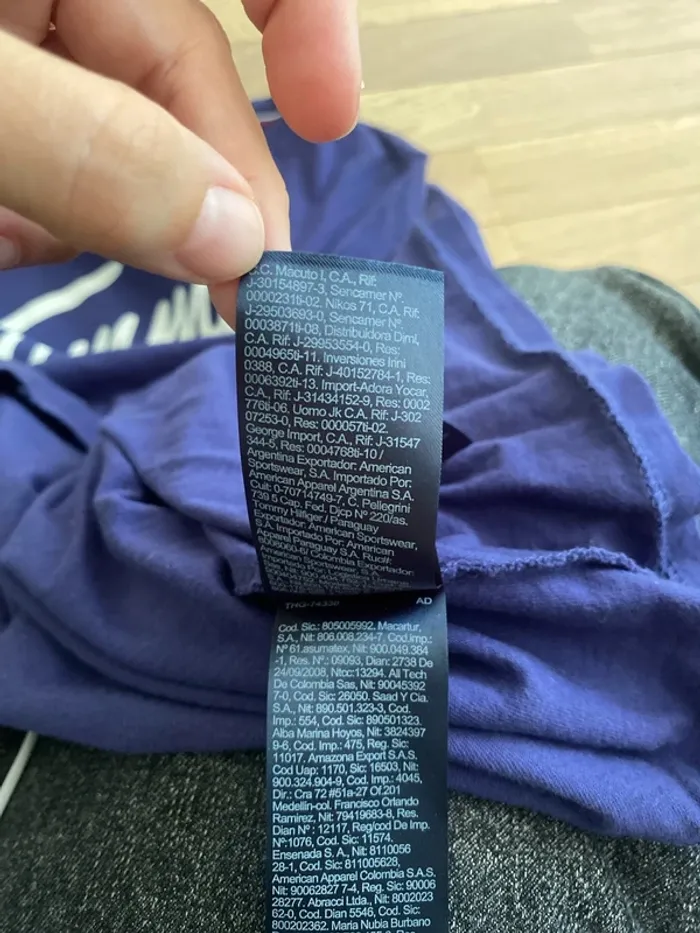 .C. Macuto I, C.A., Rif:
J-30154897-3, Sencamer Nº.
00002311ti-02. Nikos 71, C.A. Rif:
J-29503693-0, Sencamer Nº.
0003871ti-08, Distribuidora Diml,
C.A. Rif: J-29953554-0, Res:
0004965ti-11. Inversiones Irini
0388, C.A. Rif: J-40152784-1, Res:
0006392ti-13. Import-Adora Yocar,
C.A. Rif: J-31434152-9, Res: 0002
776ti-06. Uomo Jk C.A. Rif: J-302
07253-0, Res: 000057ti-02.
George Import, C.A., Rif: J-31547
344-5, Res: 0004768ti-10 /
Argentina Exportador: American
Sportswear, S.A. Importado Por:
American Apparel Argentina S.A.
Cuit: 0-70714749-7, C. Pellegrini
739 5 Cap. Fed. Djcp Nº 220/as.
Tommy Hilfiger / Paraguay
Exportador: American Sportswear,
S.A. Importado Por: American
Apparel Paraguay S.A. Ruc#:
Colombia Exportador:
American Sportswear S.A.
AD
Cod. Sic.: 805005992. Macartur,
S.A., Nit: 806.008.234-7, Cod.imp.:
Nº 61.asumatex, Nit: 900.049.384
-1, Res. Nº.: 09093, Dian: 2738 De
24/09/2008, Ntcc:13294. All Tech
De Colombia Sas, Nit: 90045392
7-0, Cod. Sic: 26050. Saad Y Cia.
S.A., Nit: 890.501.323-3, Cod.
Imp.: 554, Cod. Sic: 890501323.
Alba Marina Hoyos, Nit: 3824397
9-6, Cod. Imp.: 475, Reg. Sic:
11017. Amazona Export S.A.S.
Cod Uap: 1170, Sic: 16503, Nit:
900.324.904-9, Cod. Imp.: 4045,
Dir.: Cra 72 #51a-27 Of.201
Medellin-col. Francisco Orlando
Ramirez, Nit: 79419683-8, Res.
Dian Nº : 12117, Reg/cod De Imp.
Nº:1076, Cod. Sic: 11574.
Ensenada S. A., Nit: 8110056
28-1, Cod. Sic: 811005628,
American Apparel Colombia S.A.S.
Nit: 90062827 7-4, Reg. Sic: 90006
28277. Abracci Ltda., Nit: 8002023
62-0, Cod. Dian 5546, Cod. Sic:
800202362. Maria Nubia Burbano